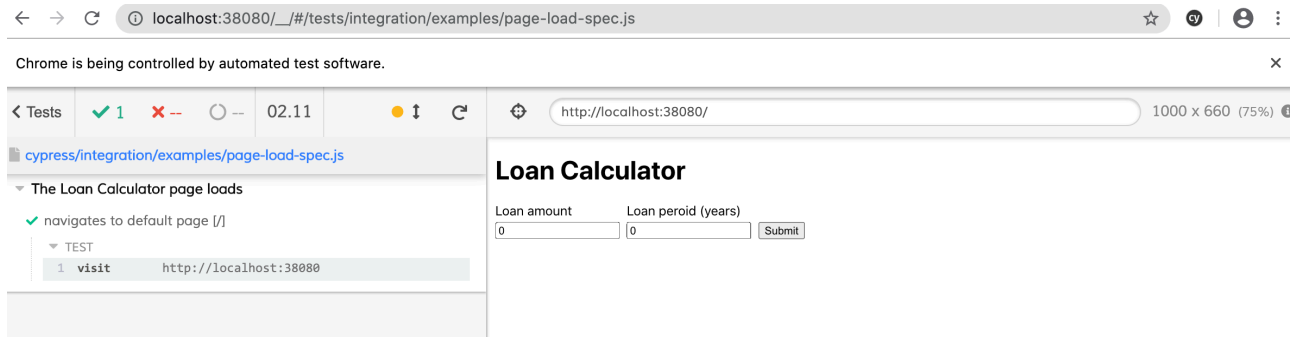 localhost:38080/__/#/tests/integration/examples/page-load-spec.js
cy
Chrome is being controlled by automated test software.
Tests 1 -- -- 02.11 http://localhost:38080/ 1000 x 660 (75%)
cypress/integration/examples/page-load-spec.js
The Loan Calculator page loads
navigates to default page [/]
TEST
1 visit http://localhost:38080
Loan Calculator
Loan amount Loan peroid (years)
0 0 Submit